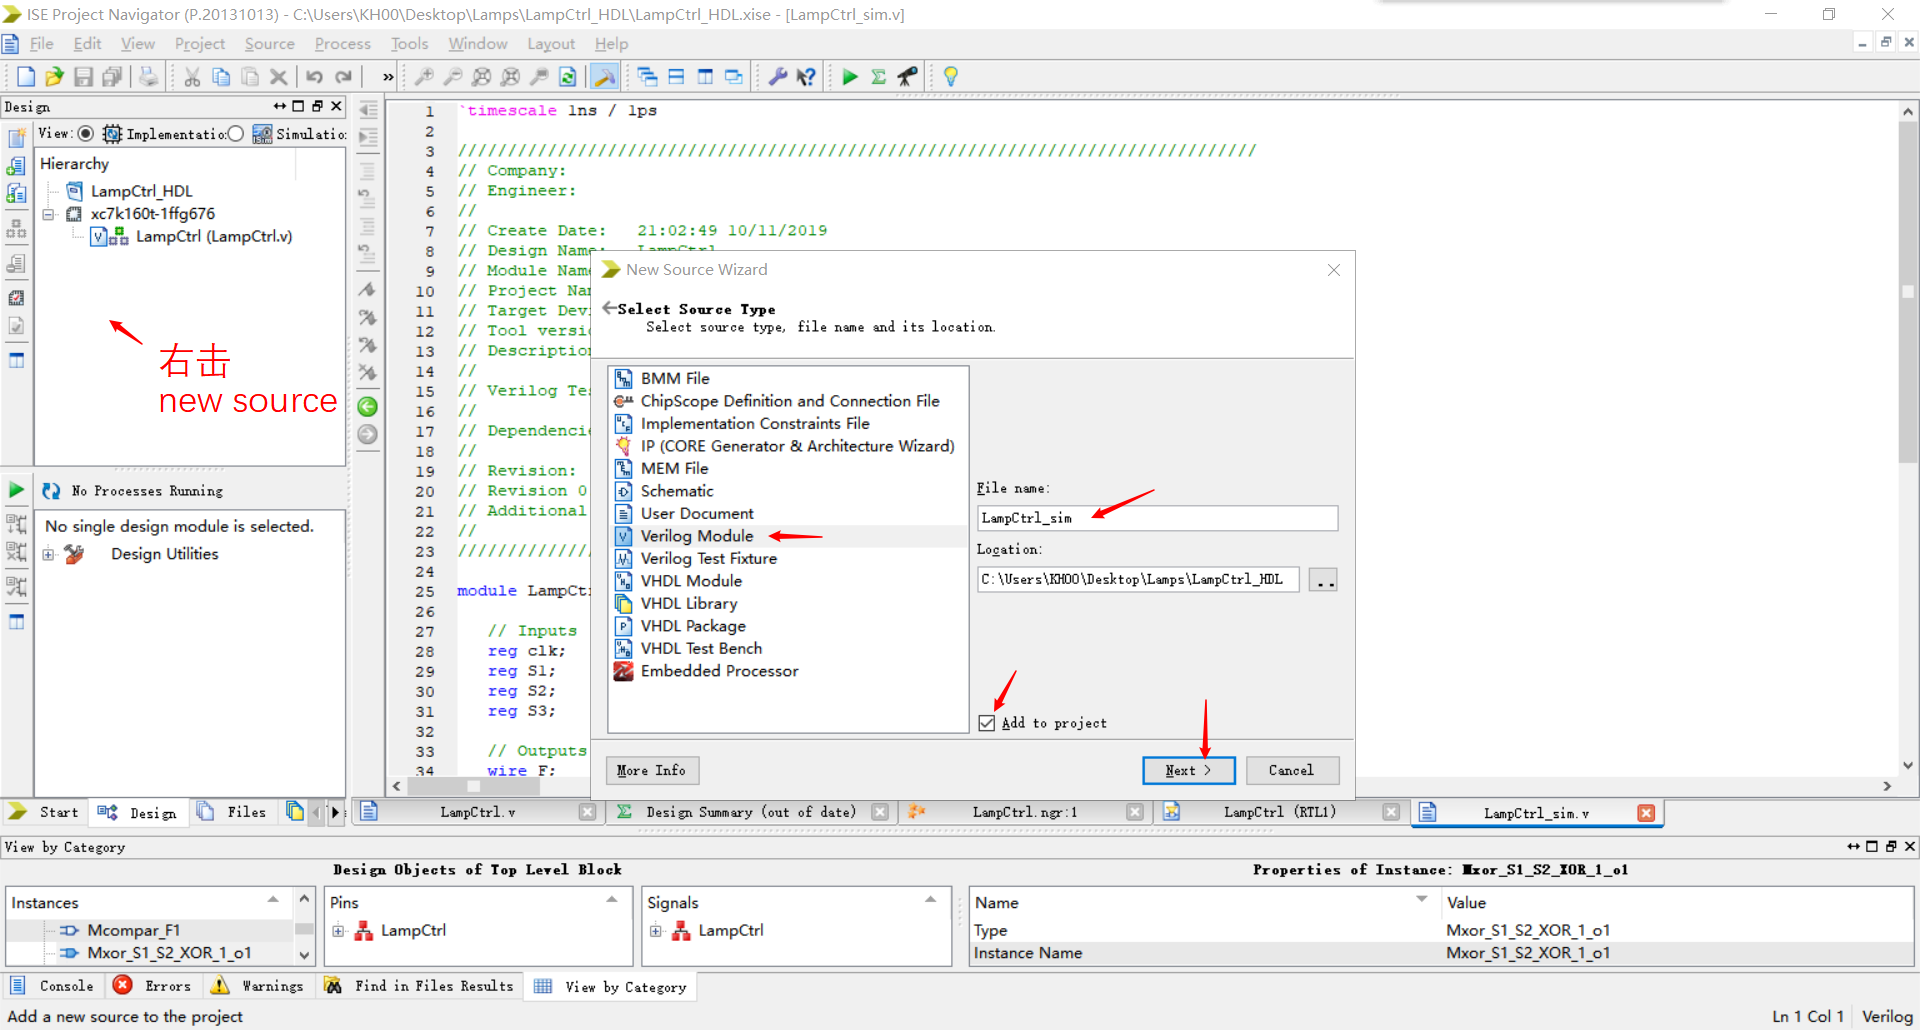 ISE Project Navigator (P.20131013) - C:\Users\KH00\Desktop\Lamps\LampCtrl_HDL\LampCtrl_HDL.xise - [LampCtrl_sim.v]
File Edit View Project Source Process Tools Window Layout Help
»
Design
View: Implementatio Simulatio
Hierarchy
LampCtrl_HDL
xc7k160t-1ffg676
LampCtrl (LampCtrl.v)
右击
new source
No Processes Running
No single design module is selected.
Design Utilities
1 `timescale 1ns / 1ps
2
3 ////////////////////////////////////////////////////////////////////////////////
4 // Company:
5 // Engineer:
6 //
7 // Create Date: 21:02:49 10/11/2019
8 // Design Name: LampCtrl
9 // Module Nam
10 // Project Na
11 // Target Dev
12 // Tool versi
13 // Description
14 //
15 // Verilog Te
16 //
17 // Dependenci
18 //
19 // Revision:
20 // Revision 0
21 // Additional
22 //
23 /////////////
24
25 module LampCt
26
27 // Inputs
28 reg clk;
29 reg S1;
30 reg S2;
31 reg S3;
32
33 // Outputs
34 wire F;
New Source Wizard
Select Source Type
Select source type, file name and its location.
BMM File
ChipScope Definition and Connection File
Implementation Constraints File
IP (CORE Generator & Architecture Wizard)
MEM File
Schematic
User Document
Verilog Module
Verilog Test Fixture
VHDL Module
VHDL Library
VHDL Package
VHDL Test Bench
Embedded Processor
File name:
LampCtrl_sim
Location:
C:\Users\KH00\Desktop\Lamps\LampCtrl_HDL
..
Add to project
More Info Next > Cancel
Start Design Files
LampCtrl.v Design Summary (out of date) LampCtrl.ngr:1 LampCtrl (RTL1) LampCtrl_sim.v
View by Category
Design Objects of Top Level Block Properties of Instance: Mxor_S1_S2_XOR_1_o1
Instances Pins Signals Name Value
Mcompar_F1 LampCtrl LampCtrl Type Mxor_S1_S2_XOR_1_o1
Mxor_S1_S2_XOR_1_o1 Instance Name Mxor_S1_S2_XOR_1_o1
Console Errors Warnings Find in Files Results View by Category
Add a new source to the project Ln 1 Col 1 Verilog